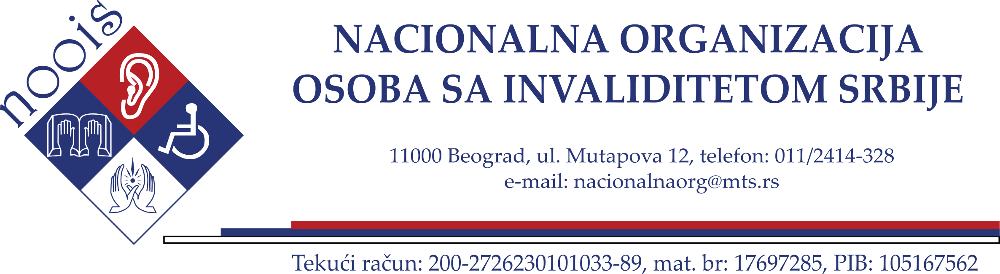 noois
NACIONALNA ORGANIZACIJA
OSOBA SA INVALIDITETOM SRBIJE
11000 Beograd, ul. Mutapova 12, telefon: 011/2414-328
e-mail: nacionalnaorg@mts.rs
Tekući račun: 200-2726230101033-89, mat. br: 17697285, PIB: 105167562